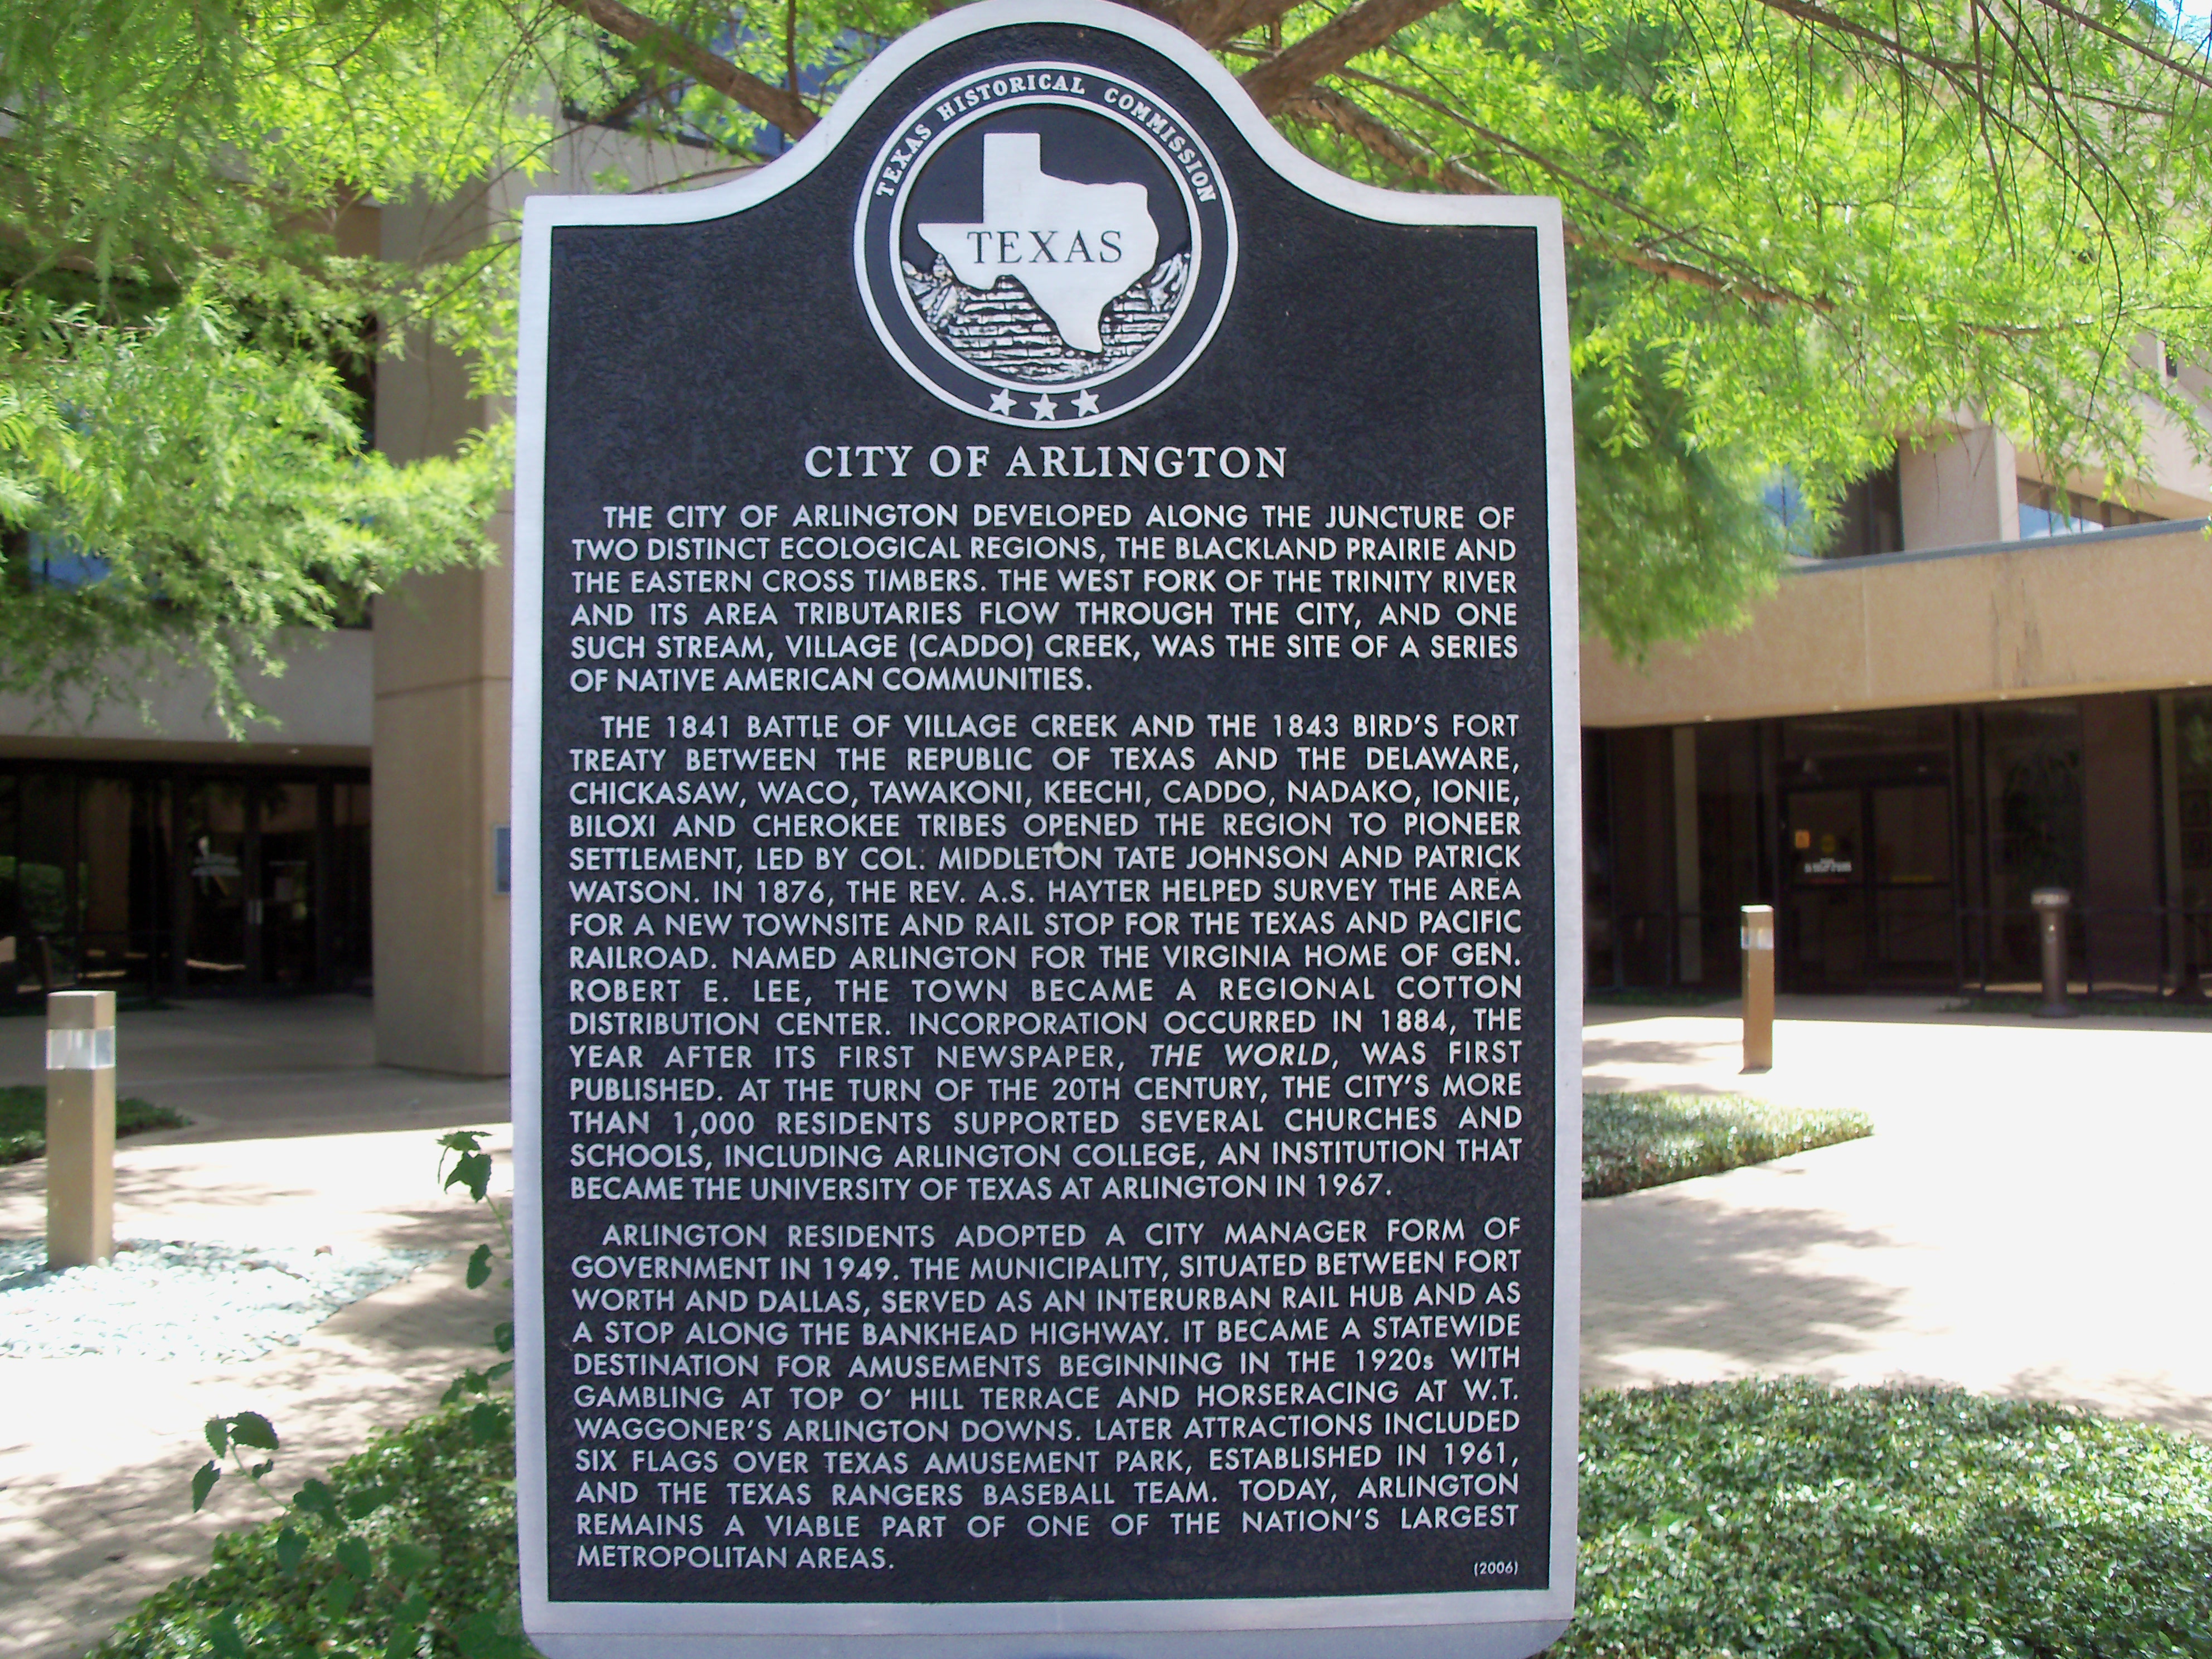 TEXAS HISTORICAL COMMISSION
TEXAS
CITY OF ARLINGTON
THE CITY OF ARLINGTON DEVELOPED ALONG THE JUNCTURE OF
TWO DISTINCT ECOLOGICAL REGIONS, THE BLACKLAND PRAIRIE AND
THE EASTERN CROSS TIMBERS. THE WEST FORK OF THE TRINITY RIVER
AND ITS AREA TRIBUTARIES FLOW THROUGH THE CITY, AND ONE
SUCH STREAM, VILLAGE (CADDO) CREEK, WAS THE SITE OF A SERIES
OF NATIVE AMERICAN COMMUNITIES.
THE 1841 BATTLE OF VILLAGE CREEK AND THE 1843 BIRD'S FORT
TREATY BETWEEN THE REPUBLIC OF TEXAS AND THE DELAWARE,
CHICKASAW, WACO, TAWAKONI, KEECHI, CADDO, NADAKO, IONIE,
BILOXI AND CHEROKEE TRIBES OPENED THE REGION TO PIONEER
SETTLEMENT, LED BY COL. MIDDLETON TATE JOHNSON AND PATRICK
WATSON. IN 1876, THE REV. A.S. HAYTER HELPED SURVEY THE AREA
FOR A NEW TOWNSITE AND RAIL STOP FOR THE TEXAS AND PACIFIC
RAILROAD. NAMED ARLINGTON FOR THE VIRGINIA HOME OF GEN.
ROBERT E. LEE, THE TOWN BECAME A REGIONAL COTTON
DISTRIBUTION CENTER. INCORPORATION OCCURRED IN 1884, THE
YEAR AFTER ITS FIRST NEWSPAPER, THE WORLD, WAS FIRST
PUBLISHED. AT THE TURN OF THE 20TH CENTURY, THE CITY'S MORE
THAN 1,000 RESIDENTS SUPPORTED SEVERAL CHURCHES AND
SCHOOLS, INCLUDING ARLINGTON COLLEGE, AN INSTITUTION THAT
BECAME THE UNIVERSITY OF TEXAS AT ARLINGTON IN 1967.
ARLINGTON RESIDENTS ADOPTED A CITY MANAGER FORM OF
GOVERNMENT IN 1949. THE MUNICIPALITY, SITUATED BETWEEN FORT
WORTH AND DALLAS, SERVED AS AN INTERURBAN RAIL HUB AND AS
A STOP ALONG THE BANKHEAD HIGHWAY. IT BECAME A STATEWIDE
DESTINATION FOR AMUSEMENTS BEGINNING IN THE 1920s WITH
GAMBLING AT TOP O' HILL TERRACE AND HORSERACING AT W.T.
WAGGONER'S ARLINGTON DOWNS. LATER ATTRACTIONS INCLUDED
SIX FLAGS OVER TEXAS AMUSEMENT PARK, ESTABLISHED IN 1961,
AND THE TEXAS RANGERS BASEBALL TEAM. TODAY, ARLINGTON
REMAINS A VIABLE PART OF ONE OF THE NATION'S LARGEST
METROPOLITAN AREAS.
(2006)